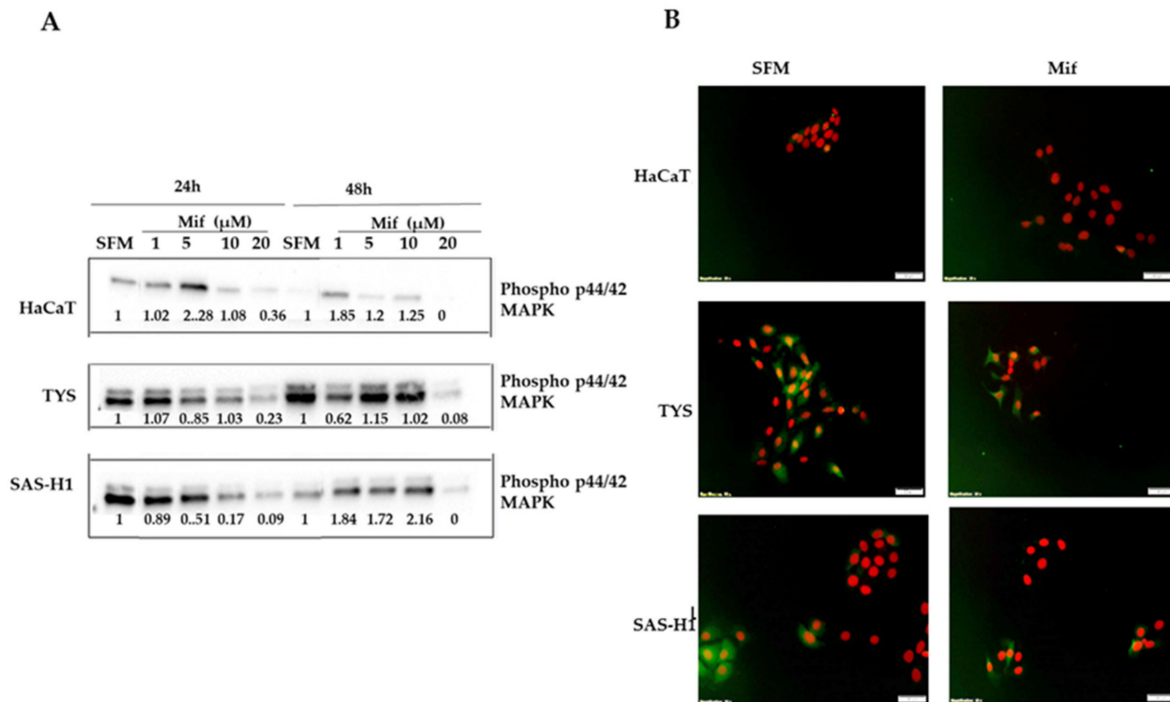 A
24h 48h
Mif (μM) Mif (μM)
SFM 1 5 10 20 SFM 1 5 10 20
HaCaT
Phospho p44/42
MAPK
1 1.02 2..28 1.08 0.36 1 1.85 1.2 1.25 0
TYS
Phospho p44/42
MAPK
1 1.07 0..85 1.03 0.23 1 0.62 1.15 1.02 0.08
SAS-H1
Phospho p44/42
MAPK
1 0.89 0..51 0.17 0.09 1 1.84 1.72 2.16 0
B
SFM Mif
HaCaT
TYS
SAS-H1